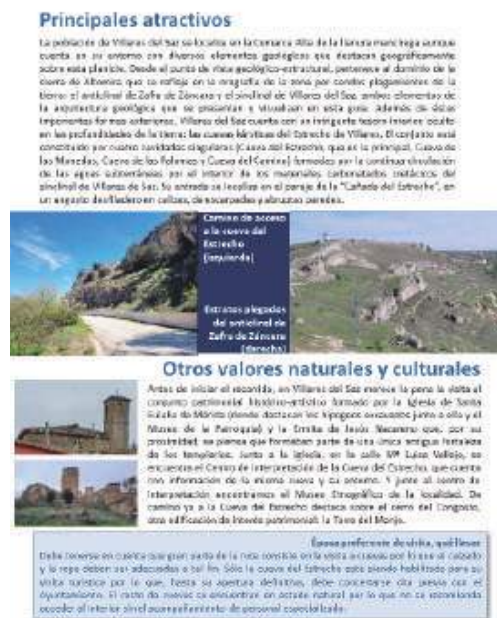 Principales atractivos
La población de Villares del Saz se localiza en la Comarca Alta de la llanura manchega aunque
cuenta en su entorno con diversos elementos geológicos que destacan geográficamente
sobre esta planicie. Desde el punto de vista geológico-estructural, pertenece al dominio de la
sierra de Altomira, que se refleja en la orografía de la zona por sendos plegamientos de la
tierra: el anticlinal de Zafra de Záncara y el sinclinal de Villares del Saz, ambos elementos de
la arquitectura geológica que se presentan y visualizan en esta guía. Además de estas
imponentes formas exteriores, Villares del Saz cuenta con un intrigante tesoro interior oculto
en las profundidades de la tierra: las cuevas kársticas del Estrecho de Villares. El conjunto está
constituido por cuatro cavidades singulares (Cueva del Estrecho, que es la principal, Cueva de
las Monedas, Cueva de las Palomas y Cueva del Camino) formadas por la continua circulación
de las aguas subterráneas por el interior de los materiales carbonatados cretácicos del
sinclinal de Villares de Saz. Su entrada se localiza en el paraje de la "Cañada del Estrecho", en
un angosto desfiladero en calizas, de escarpadas y abruptas paredes.
Camino de acceso
a la cueva del
Estrecho
(izquierda)
Estratos plegados
del anticlinal de
Zafra de Záncara
(derecha)
Otros valores naturales y culturales
Antes de iniciar el recorrido, en Villares del Saz merece la pena la visita al
conjunto patrimonial histórico-artístico formado por la Iglesia de Santa
Eulalia de Mérida (donde destacan los hipogeos excavados junto a ella y el
Museo de la Parroquia) y la Ermita de Jesús Nazareno que, por su
proximidad, se piensa que formaban parte de una única antigua fortaleza
de los templarios. Junto a la iglesia, en la calle Mª Luisa Vallejo, se
encuentra el Centro de Interpretación de la Cueva del Estrecho, que cuenta
con información de la misma cueva y su entorno. Y junto al centro de
interpretación encontramos el Museo Etnográfico de la localidad. De
camino ya a la Cueva del Estrecho destaca sobre el cerro del Congosto,
otra edificación de interés patrimonial: la Torre del Monje.
Época preferente de visita, qué llevar
Debe tenerse en cuenta que gran parte de la ruta consiste en la visita a cuevas por lo que el calzado
y la ropa deben ser adecuados a tal fin. Sólo la cueva del Estrecho está siendo habilitada para su
visita turística por lo que, hasta su apertura definitiva, debe concertarse cita previa con el
Ayuntamiento. El resto de cuevas se encuentran en estado natural por lo que no se recomienda
acceder al interior sin el acompañamiento de personal especializado.